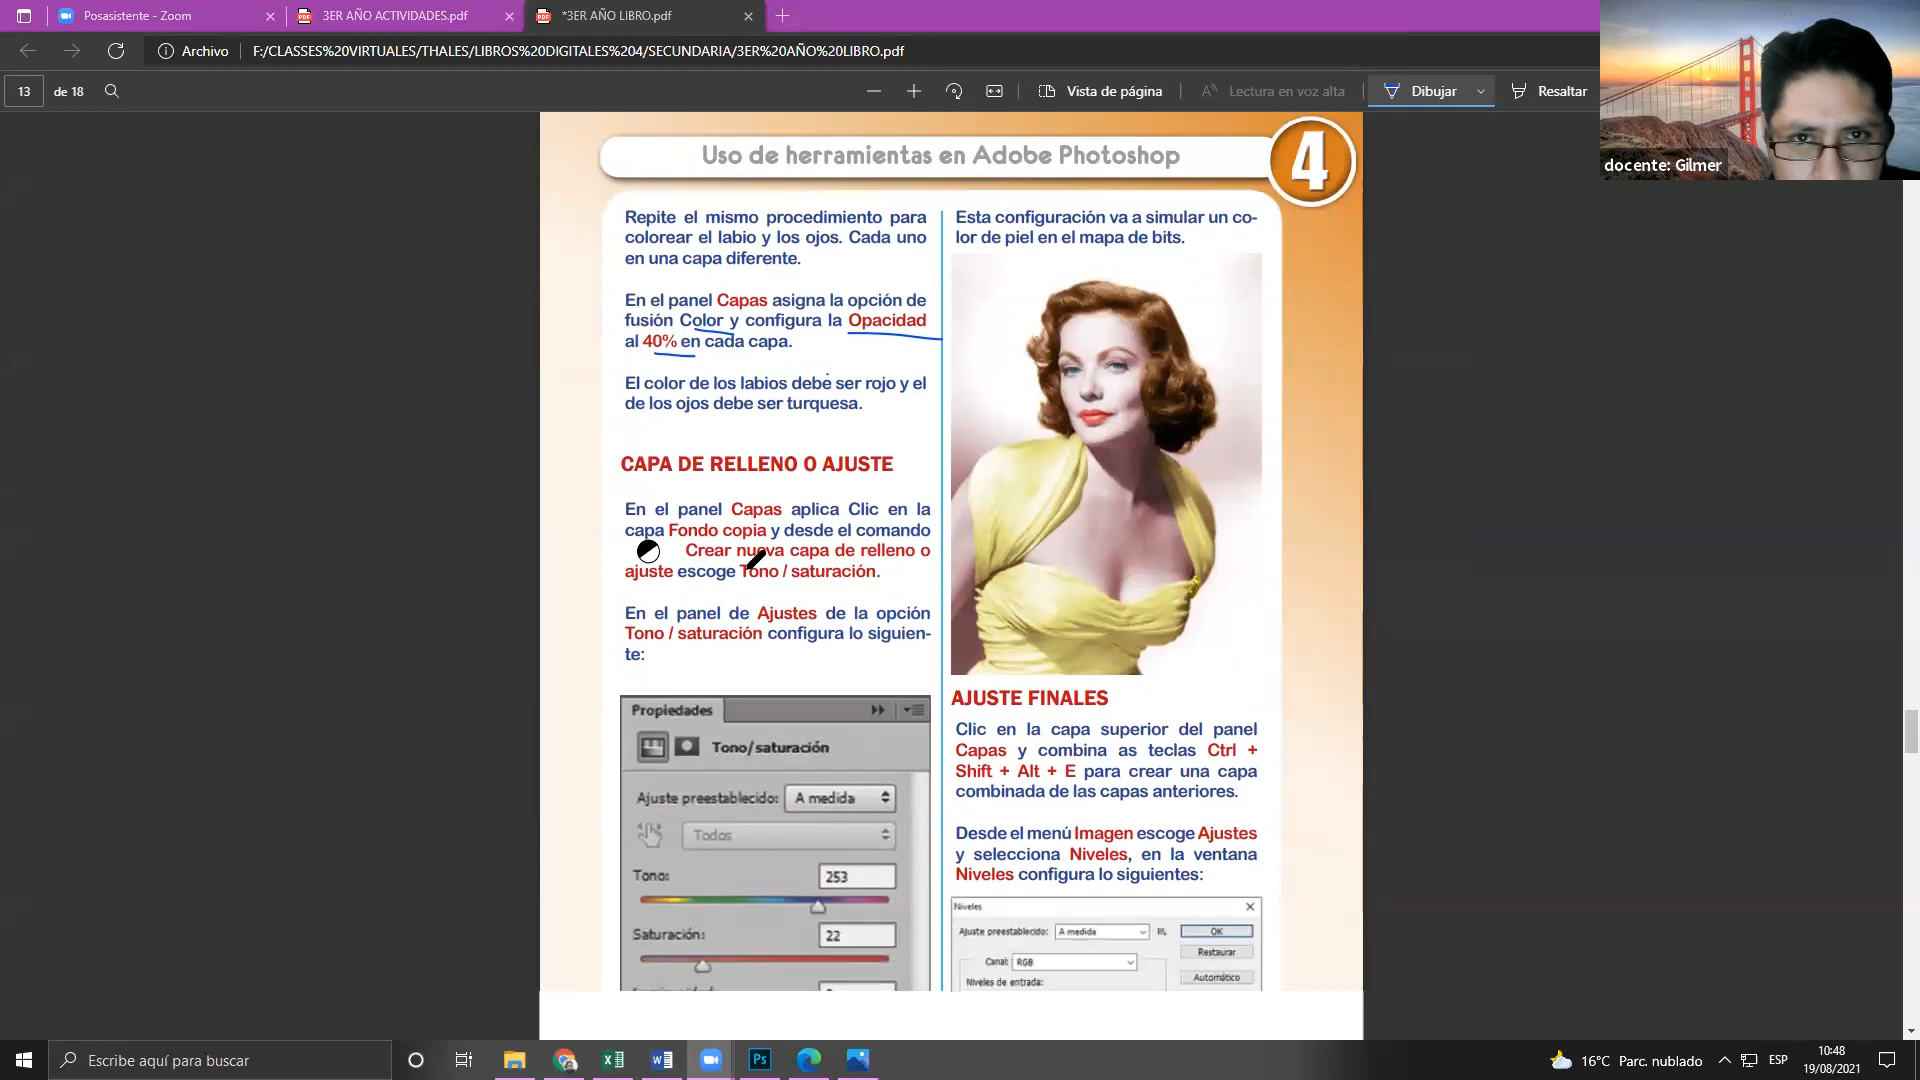 Posasistente - Zoom
3ER AÑO ACTIVIDADES.pdf
*3ER AÑO LIBRO.pdf
Archivo
F:/CLASSES%20VIRTUALES/THALES/LIBROS%20DIGITALES%204/SECUNDARIA/3ER%20AÑO%20LIBRO.pdf
13 de 18
Vista de página
Lectura en voz alta
Dibujar
Resaltar
docente: Gilmer
Uso de herramientas en Adobe Photoshop
4
Repite el mismo procedimiento para
colorear el labio y los ojos. Cada uno
en una capa diferente.
En el panel Capas asigna la opción de
fusión Color y configura la Opacidad
al 40% en cada capa.
El color de los labios debe ser rojo y el
de los ojos debe ser turquesa.
CAPA DE RELLENO O AJUSTE
En el panel Capas aplica Clic en la
capa Fondo copia y desde el comando
Crear nueva capa de relleno o
ajuste escoge Tono / saturación.
En el panel de Ajustes de la opción
Tono / saturación configura lo siguien-
te:
Propiedades
Tono/saturación
Ajuste preestablecido: A medida
Todos
Tono: 253
Saturación: 22
Esta configuración va a simular un co-
lor de piel en el mapa de bits.
AJUSTE FINALES
Clic en la capa superior del panel
Capas y combina as teclas Ctrl +
Shift + Alt + E para crear una capa
combinada de las capas anteriores.
Desde el menú Imagen escoge Ajustes
y selecciona Niveles, en la ventana
Niveles configura lo siguientes:
Niveles
Ajuste preestablecido: A medida
OK
Restaurar
Canal: RGB
Automático
Niveles de entrada:
Escribe aquí para buscar
Ps
16°C Parc. nublado
ESP
10:48
19/08/2021